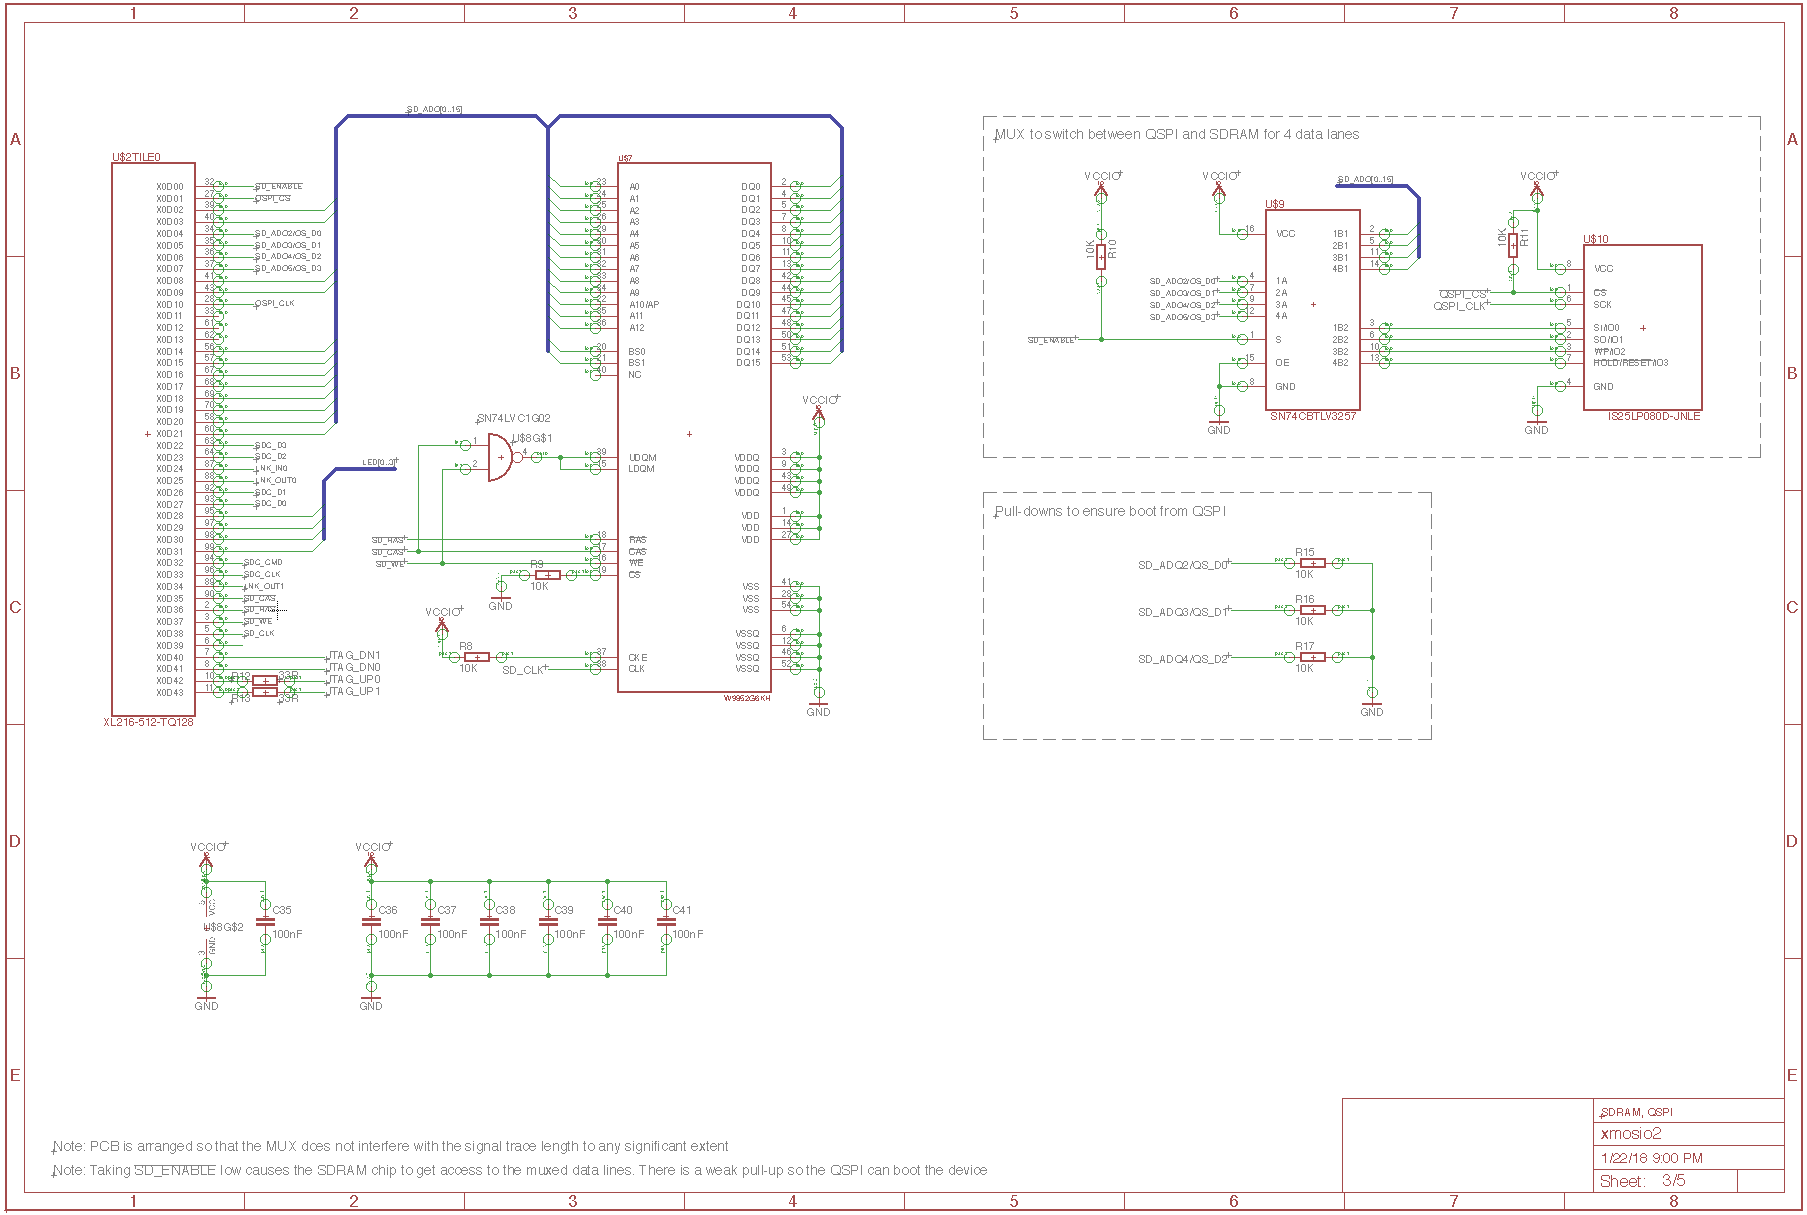 1 2 3 4 5 6 7 8
A
B
C
D
E
SD_ADQ[0..15]
U$2TILE0
X0D00 32 SD_ENABLE
X0D01 27 QSPI_CS
X0D02 39
X0D03 40
X0D04 34 SD_ADQ2/QS_D0
X0D05 35 SD_ADQ3/QS_D1
X0D06 36 SD_ADQ4/QS_D2
X0D07 37 SD_ADQ5/QS_D3
X0D08 41
X0D09 43
X0D10 28 QSPI_CLK
X0D11 33
X0D12 61
X0D13 62
X0D14 56
X0D15 57
X0D16 67
X0D17 68
X0D18 69
X0D19 70
X0D20 58
X0D21 60
X0D22 63
X0D23 64 SDC_D2
X0D24 87
X0D25 88
X0D26 92 SDC_D1
X0D27 93 SDC_D0
X0D28 95
X0D29 97
X0D30 98
X0D31
X0D32 94 SDC_CMD
X0D33 96 SDC_CLK
X0D34 89 LNK_OUT1
X0D35 90 SD_CAS
X0D36 2 SD_RAS
X0D37 3 SD_WE
X0D38 5 SD_CLK
X0D39 6
X0D40 7 JTAG_DN1
X0D41 8 JTAG_DN0
X0D42 10 R12 33R JTAG_UP0
X0D43 11 R13 33R JTAG_UP1
XL216-512-TQ128
LED[0..3]
U$7
23 A0
24 A1
25 A2
26 A3
29 A4
30 A5
31 A6
32 A7
33 A8
34 A9
22 A10/AP
35 A11
36 A12
20 BS0
21 BS1
40 NC
39 UDQM
15 LDQM
18 RAS
17 CAS
16 WE
19 CS
37 CKE
38 CLK
DQ0 2
DQ1 4
DQ2 5
DQ3 7
DQ4 8
DQ5 10
DQ6 11
DQ7 13
DQ8 42
DQ9 44
DQ10 45
DQ11 47
DQ12 48
DQ13 50
DQ14 51
DQ15 53
VCCIO
VDDQ 3
VDDQ 9
VDDQ 43
VDDQ 49
VDD 1
VDD 14
VDD 27
VSS 41
VSS 28
VSS 54
VSSQ 6
VSSQ 12
VSSQ 46
VSSQ 52
GND
W9952G6KH
SN74LVC1G02
U$8G$1
1
2
4
SD_RAS
SD_CAS
SD_WE
R9
10K
GND
VCCIO
R8
10K
SD_CLK
MUX to switch between QSPI and SDRAM for 4 data lanes
VCCIO
10K
R10
SD_ENABLE
VCCIO
U$9
16 VCC
SD_ADQ2/QS_D0 4 1A
SD_ADQ3/QS_D1 7 2A
SD_ADQ4/QS_D2 9 3A
SD_ADQ5/QS_D3 12 4A
1 S
15 OE
8 GND
GND
SN74CBTLV3257
SD_ADQ[0..15]
1B1 2
2B1 5
3B1 11
4B1 14
1B2 3
2B2 6
3B2 10
4B2 13
VCCIO
10K
R11
QSPI_CS
QSPI_CLK
U$10
8 VCC
1 CS
6 SCK
5 SI/IO0
2 SO/IO1
3 WP/IO2
7 HOLD/RESET/IO3
4 GND
GND
IS25LP080D-JNLE
Pull-downs to ensure boot from QSPI
SD_ADQ2/QS_D0 R15
10K
SD_ADQ3/QS_D1 R16
10K
SD_ADQ4/QS_D2 R17
10K
GND
VCCIO
5
VCC
U$8G$2
GND
3
C35
100nF
GND
VCCIO
C36 C37 C38 C39 C40 C41
100nF 100nF 100nF 100nF 100nF 100nF
GND
Note: PCB is arranged so that the MUX does not interfere with the signal trace length to any significant extent
Note: Taking SD_ENABLE low causes the SDRAM chip to get access to the muxed data lines. There is a weak pull-up so the QSPI can boot the device
SDRAM, QSPI
xmosio2
1/22/18 9:00 PM
Sheet: 3/5
A
B
C
D
E
1 2 3 4 5 6 7 8